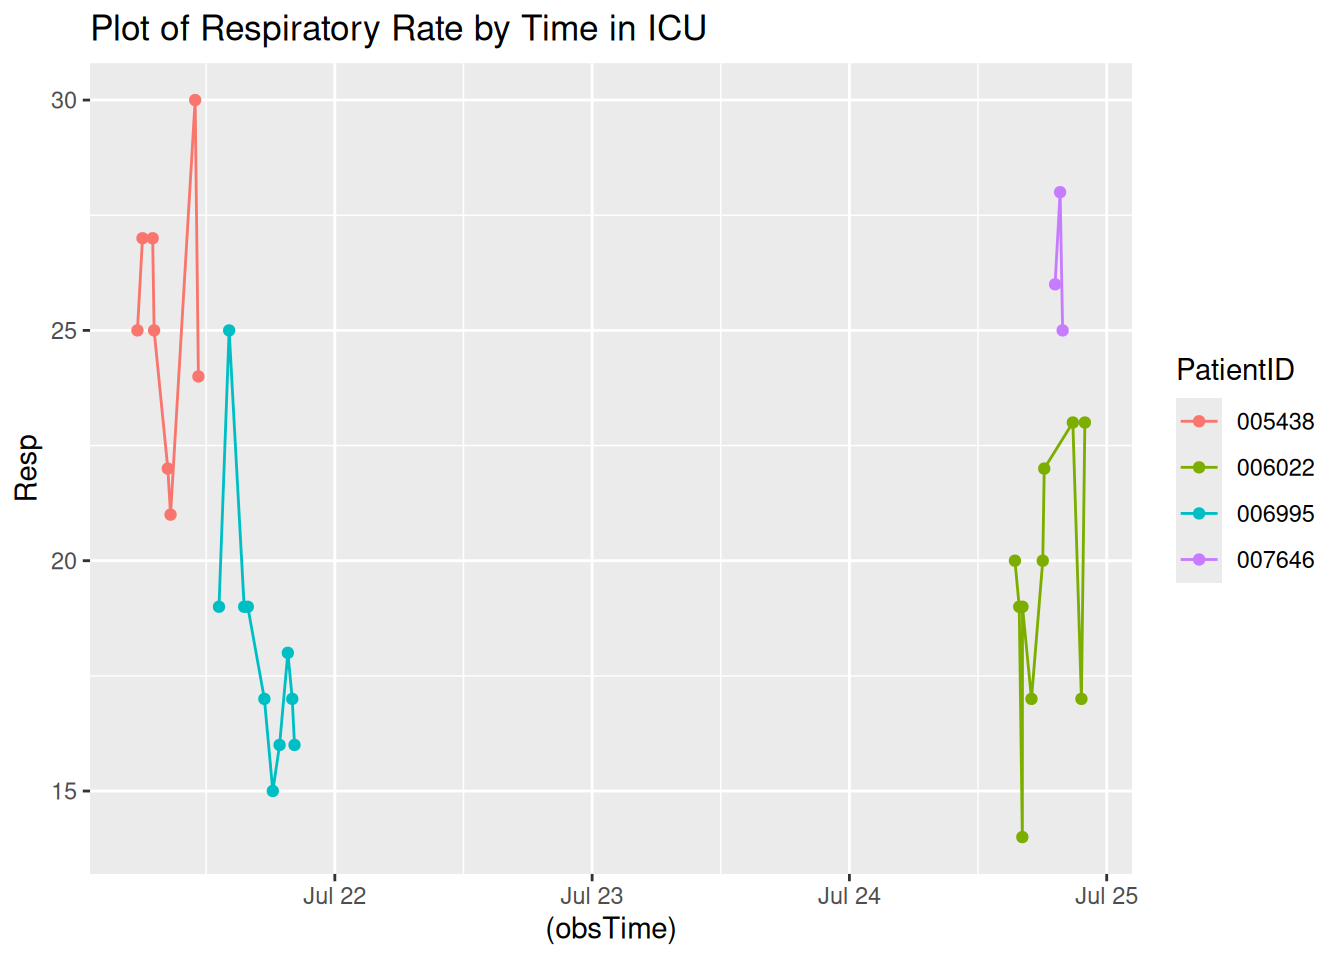 Plot of Respiratory Rate by Time in ICU
30
25
20
15
Resp
Jul 22
Jul 23
Jul 24
Jul 25
(obsTime)
PatientID
005438
006022
006995
007646